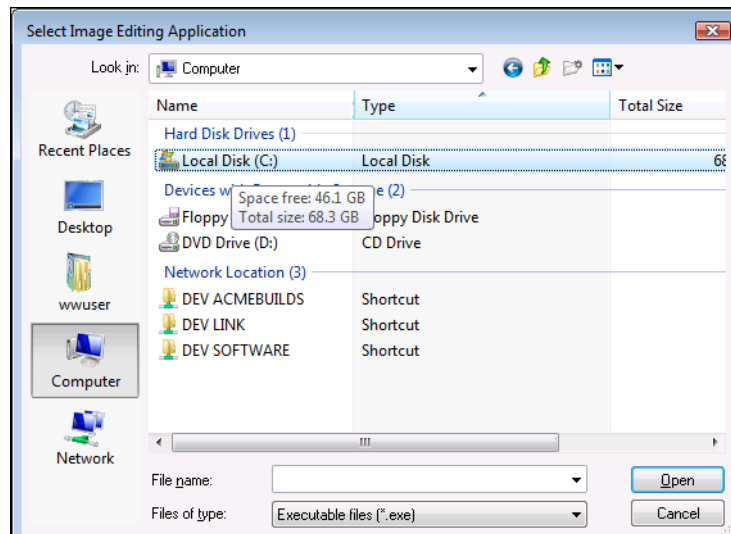 Select Image Editing Application
Look in: Computer
Name Type Total Size
Hard Disk Drives (1)
Local Disk (C:) Local Disk 68
Devices w e (2)
Space free: 46.1 GB
Total size: 68.3 GB
Floppy oppy Disk Drive
DVD Drive (D:) CD Drive
Network Location (3)
DEV ACMEBUILDS Shortcut
DEV LINK Shortcut
DEV SOFTWARE Shortcut
Recent Places
Desktop
wwuser
Computer
Network
File name:
Open
Files of type: Executable files (*.exe)
Cancel